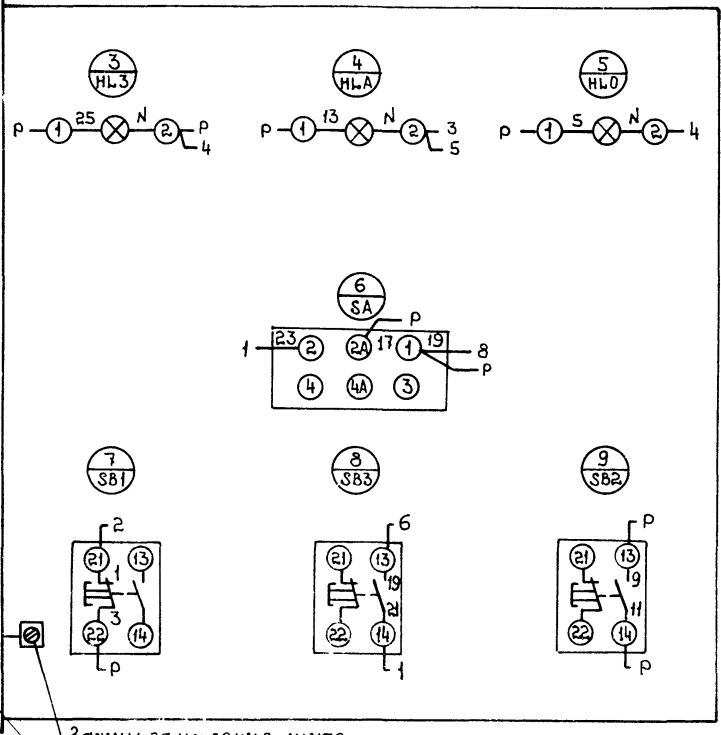 3 4 5
HL3 HLA HLO
P 1 25 N 2 P P 1 13 N 2 3 P 1 5 N 2 4
4 5
6
SA
P
1 23 2 2A 17 1 19 8
P
4 4A 3
7 8 9
SB1 SB3 SB2
2 6 P
21 13 21 13 21 13
1 19 9
3 21 11
22 14 22 14 22 14
P 1 P